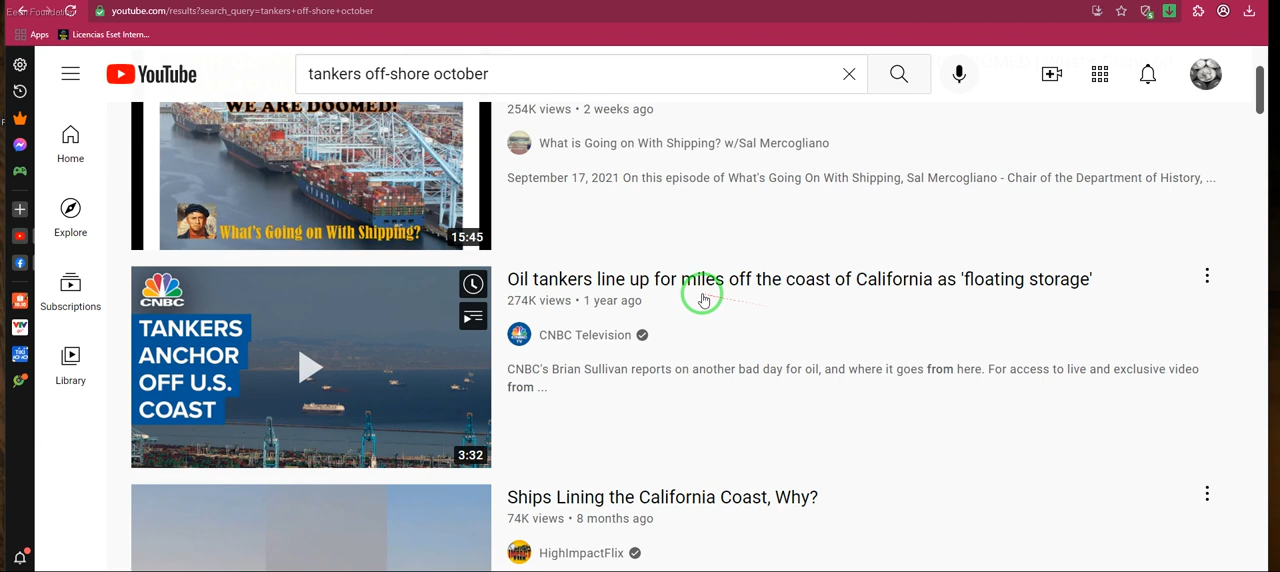 Eesn Foundation
youtube.com/results?search_query=tankers+off-shore+october
5
Apps
Licencias Eset Intern...
YouTube
tankers off-shore october
WE ARE DOOMED!
What's Going on With Shipping?
15:45
254K views • 2 weeks ago
What is Going on With Shipping? w/Sal Mercogliano
September 17, 2021 On this episode of What's Going On With Shipping, Sal Mercogliano - Chair of the Department of History, ...
Home
Explore
Subscriptions
Library
CNBC
TANKERS
ANCHOR
OFF U.S.
COAST
3:32
Oil tankers line up for miles off the coast of California as 'floating storage'
274K views • 1 year ago
CNBC Television
CNBC's Brian Sullivan reports on another bad day for oil, and where it goes from here. For access to live and exclusive video
from ...
Ships Lining the California Coast, Why?
74K views • 8 months ago
HighImpactFlix
VTV
TIKI